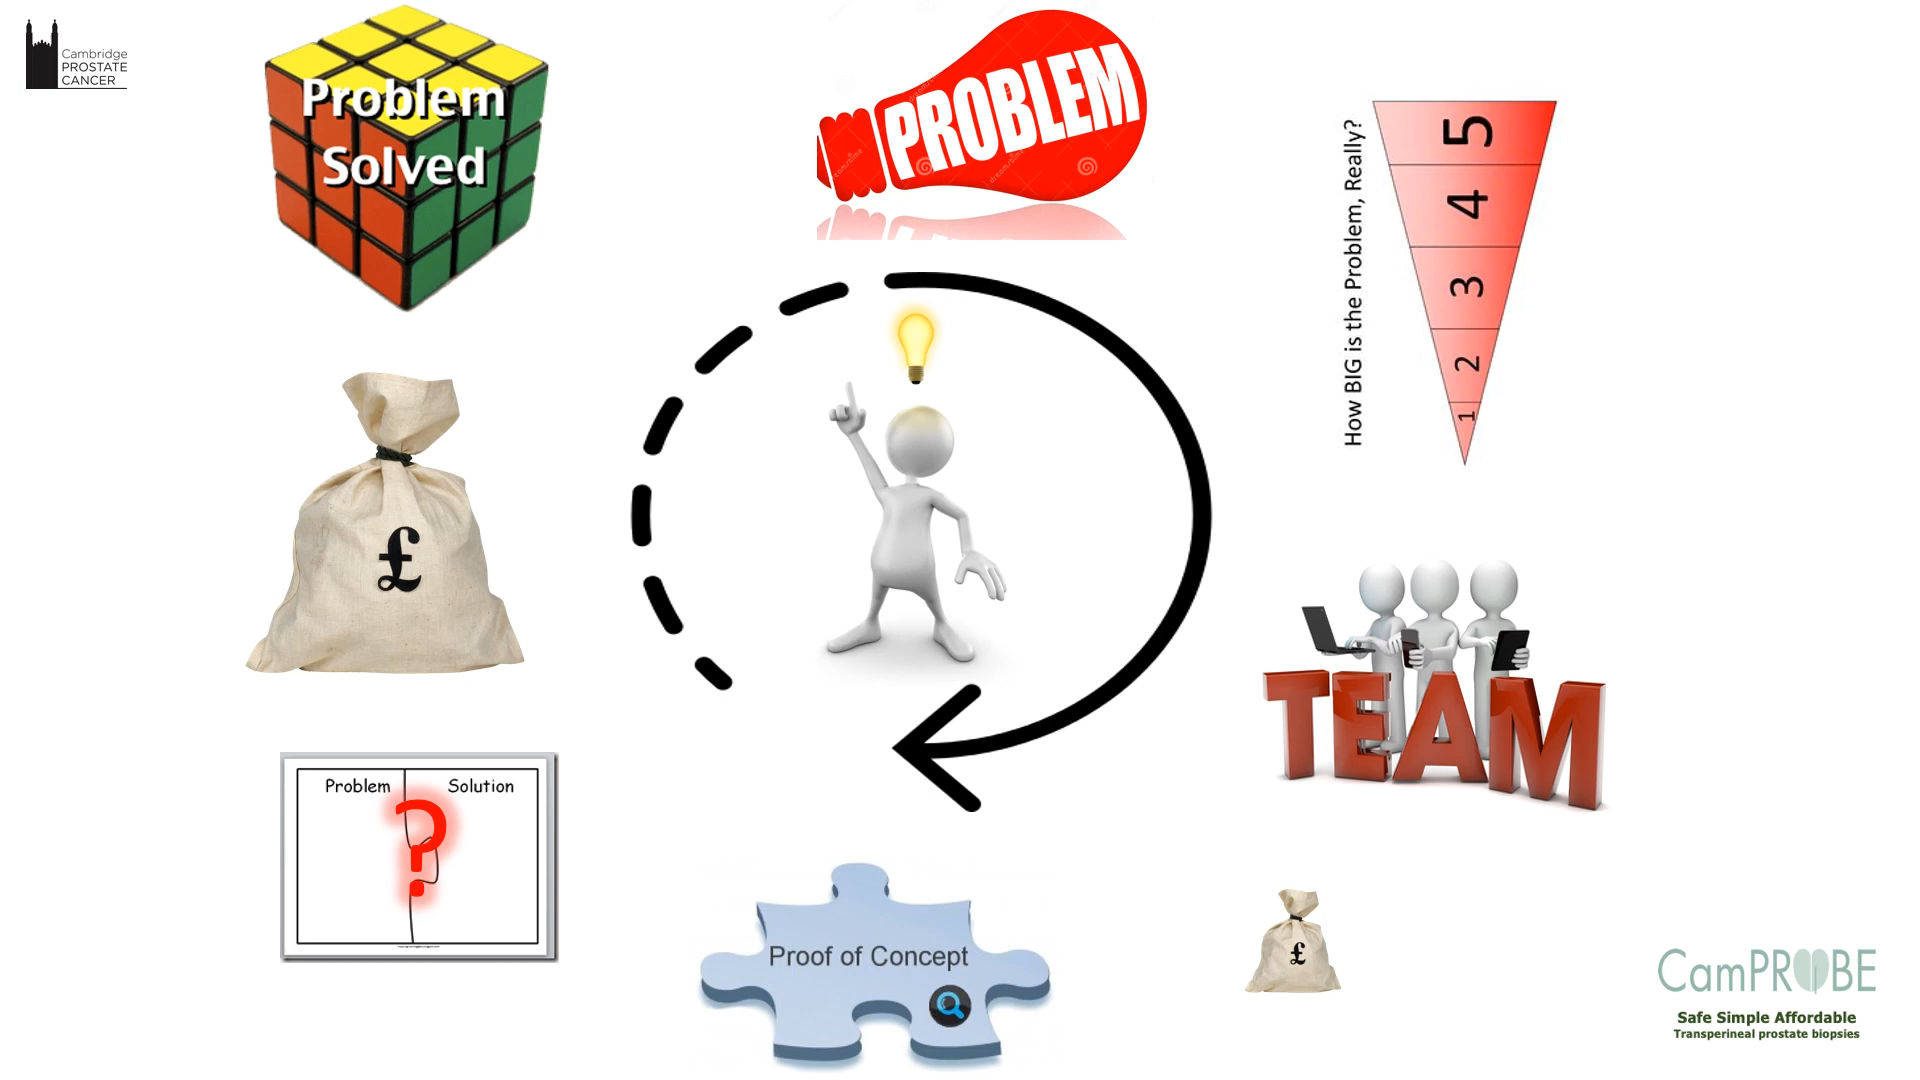 Cambridge
PROSTATE
CANCER
Problem
Solved
PROBLEM
How BIG is the Problem, Really?
5
4
3
2
1
£
TEAM
Problem
Solution
?
Proof of Concept
£
CamPROBE
Safe Simple Affordable
Transperineal prostate biopsies